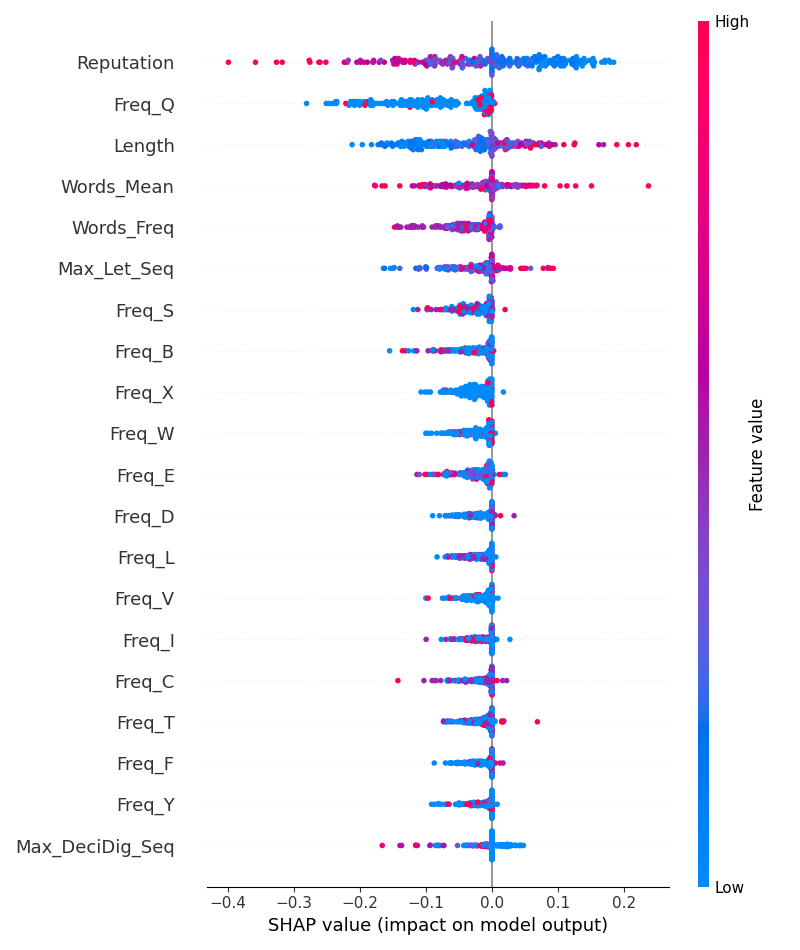 High
Reputation
Freq_Q
Length
Words_Mean
Words_Freq
Max_Let_Seq
Freq_S
Freq_B
Freq_X
Freq_W
Freq_E
Freq_D
Freq_L
Freq_V
Freq_I
Freq_C
Freq_T
Freq_F
Freq_Y
Max_DeciDig_Seq
Feature value
Low
−0.4 −0.3 −0.2 −0.1 0.0 0.1 0.2
SHAP value (impact on model output)